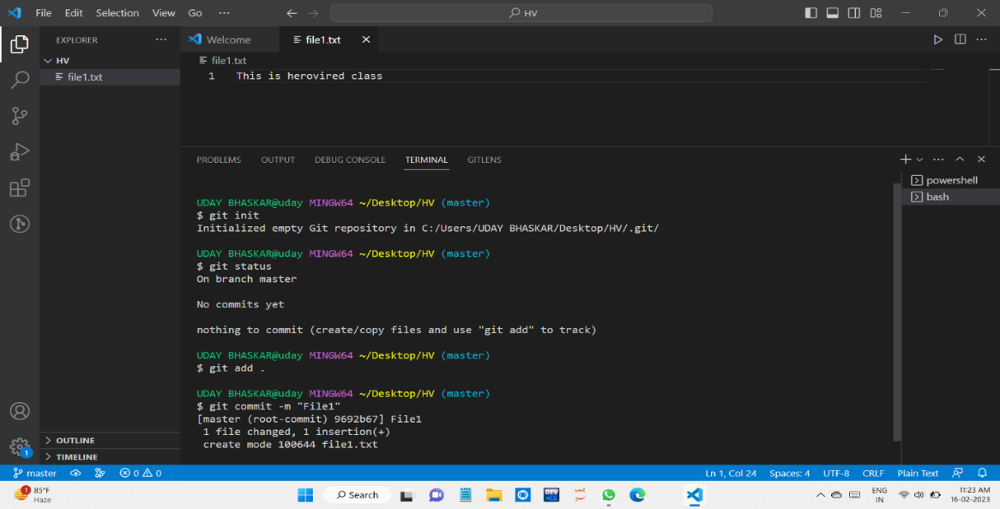 File Edit Selection View Go ··· HV
EXPLORER ···
HV
file1.txt
Welcome
file1.txt
file1.txt
1 This is herovired class
PROBLEMS OUTPUT DEBUG CONSOLE TERMINAL GITLENS
powershell
bash
UDAY BHASKAR@uday MINGW64 ~/Desktop/HV (master)
$ git init
Initialized empty Git repository in C:/Users/UDAY BHASKAR/Desktop/HV/.git/
UDAY BHASKAR@uday MINGW64 ~/Desktop/HV (master)
$ git status
On branch master
No commits yet
nothing to commit (create/copy files and use "git add" to track)
UDAY BHASKAR@uday MINGW64 ~/Desktop/HV (master)
$ git add .
UDAY BHASKAR@uday MINGW64 ~/Desktop/HV (master)
$ git commit -m "File1"
[master (root-commit) 9692b67] File1
1 file changed, 1 insertion(+)
create mode 100644 file1.txt
1
OUTLINE
TIMELINE
master 0 0 Ln 1, Col 24 Spaces: 4 UTF-8 CRLF Plain Text
1
85°F
Haze
Search
DEV
ENG
IN
11:23 AM
16-02-2023